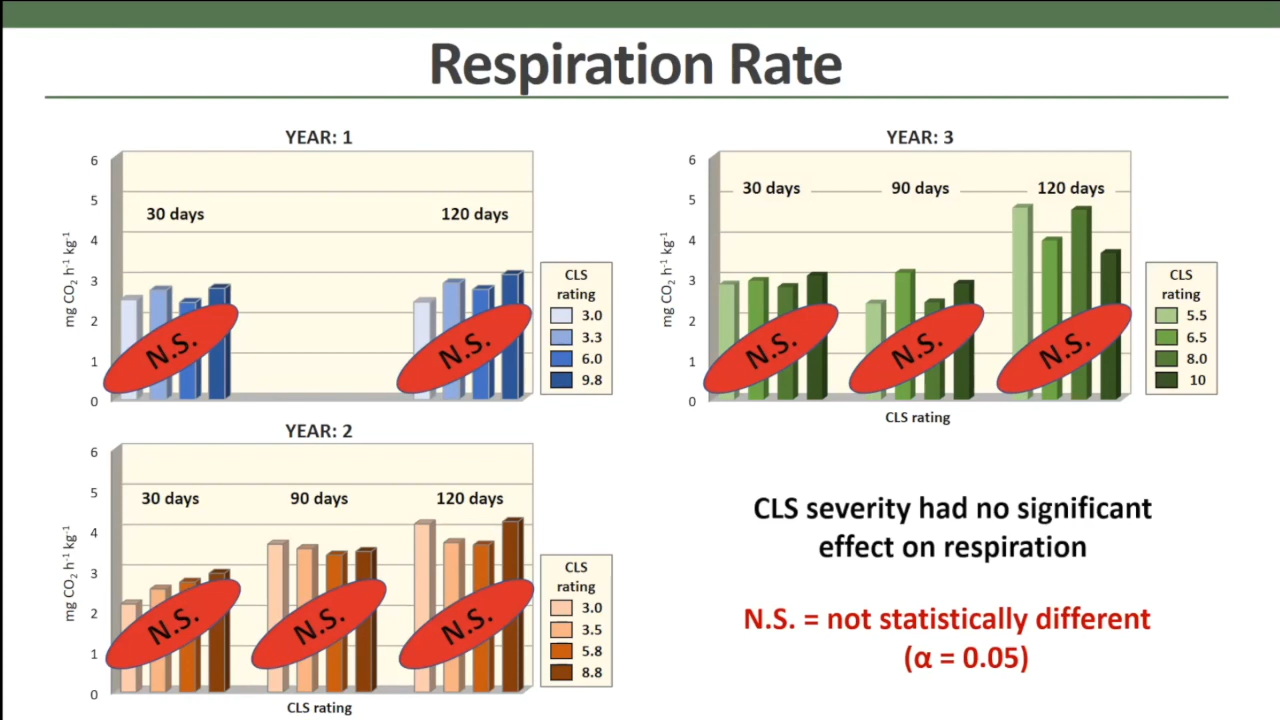 Respiration Rate
YEAR: 1
6
5
4
3
2
1
0
mg CO₂ h⁻¹ kg⁻¹
30 days
120 days
N.S.
N.S.
CLS
rating
3.0
3.3
6.0
9.8
YEAR: 3
6
5
4
3
2
1
0
mg CO₂ h⁻¹ kg⁻¹
30 days
90 days
120 days
N.S.
N.S.
N.S.
CLS rating
CLS
rating
5.5
6.5
8.0
10
YEAR: 2
6
5
4
3
2
1
0
mg CO₂ h⁻¹ kg⁻¹
30 days
90 days
120 days
N.S.
N.S.
N.S.
CLS rating
CLS
rating
3.0
3.5
5.8
8.8
CLS severity had no significant
effect on respiration
N.S. = not statistically different
(α = 0.05)